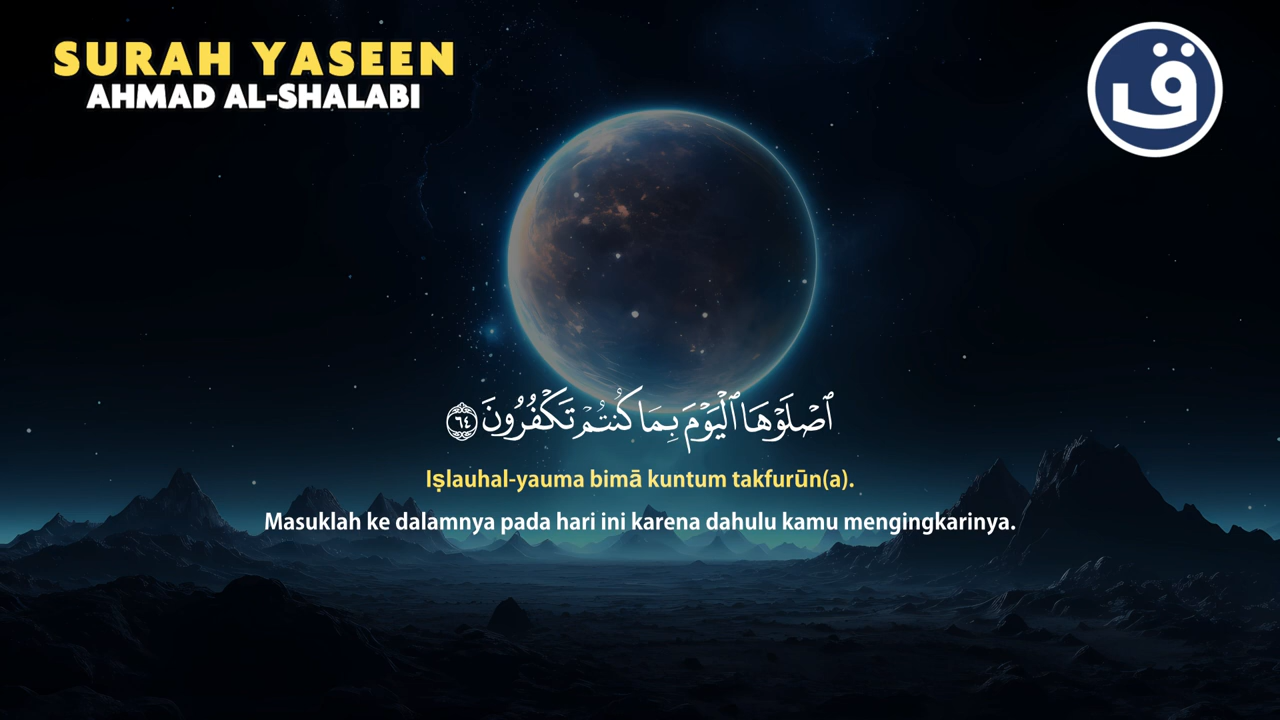 SURAH YASEEN
AHMAD AL-SHALABI
ق
ٱصْلَوْهَا ٱلْيَوْمَ بِمَا كُنتُمْ تَكْفُرُونَ ٦٤
Iṣlauhal-yauma bimā kuntum takfurūn(a).
Masuklah ke dalamnya pada hari ini karena dahulu kamu mengingkarinya.